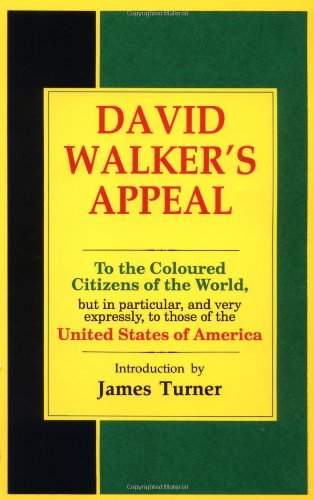 DAVID
WALKER'S
APPEAL
To the Coloured
Citizens of the World,
but in particular, and very
expressly, to those of the
United States of America
Introduction by
James Turner